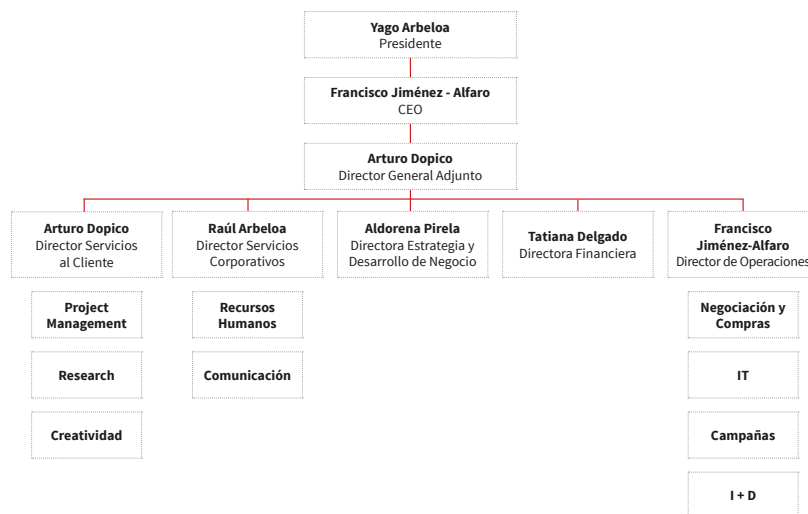 Yago Arbeloa
Presidente
Francisco Jiménez - Alfaro
CEO
Arturo Dopico
Director General Adjunto
Arturo Dopico
Director Servicios
al Cliente
Raúl Arbeloa
Director Servicios
Corporativos
Aldorena Pirela
Directora Estrategia y
Desarrollo de Negocio
Tatiana Delgado
Directora Financiera
Francisco
Jiménez-Alfaro
Director de Operaciones
Project
Management
Research
Creatividad
Recursos
Humanos
Comunicación
Negociación y
Compras
IT
Campañas
I + D